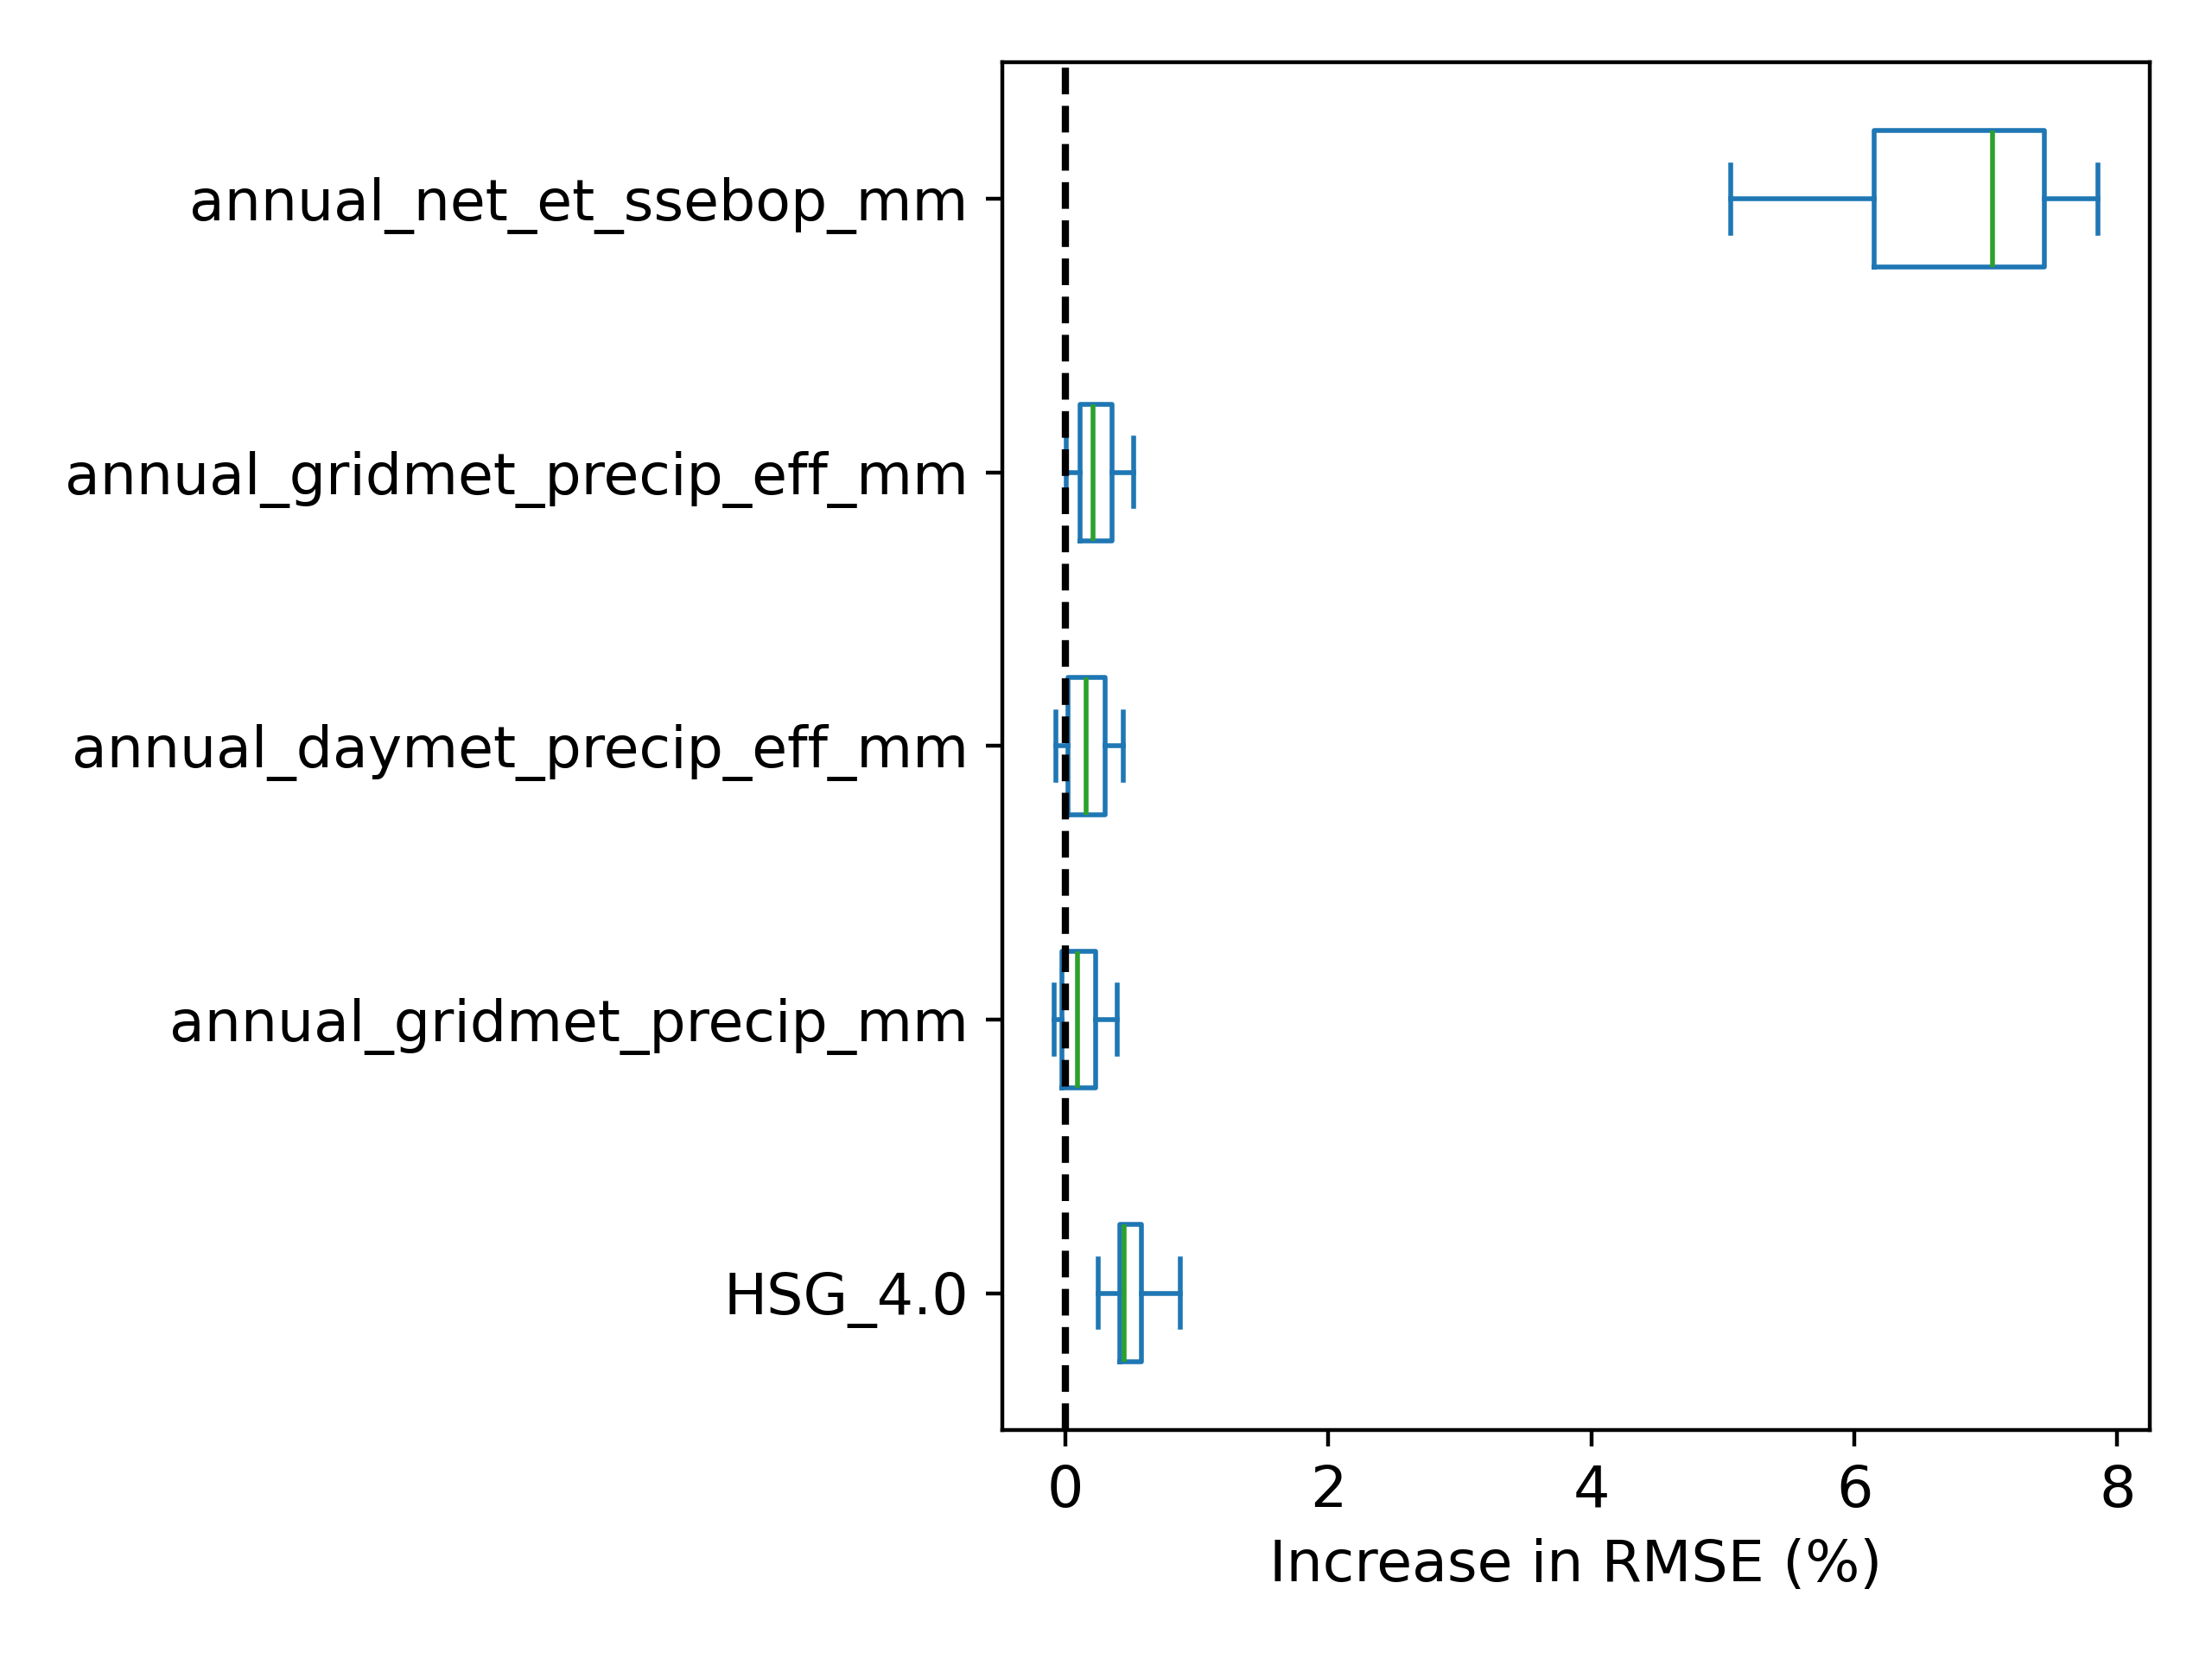 annual_net_et_ssebop_mm
annual_gridmet_precip_eff_mm
annual_daymet_precip_eff_mm
annual_gridmet_precip_mm
HSG_4.0
0 2 4 6 8
Increase in RMSE (%)